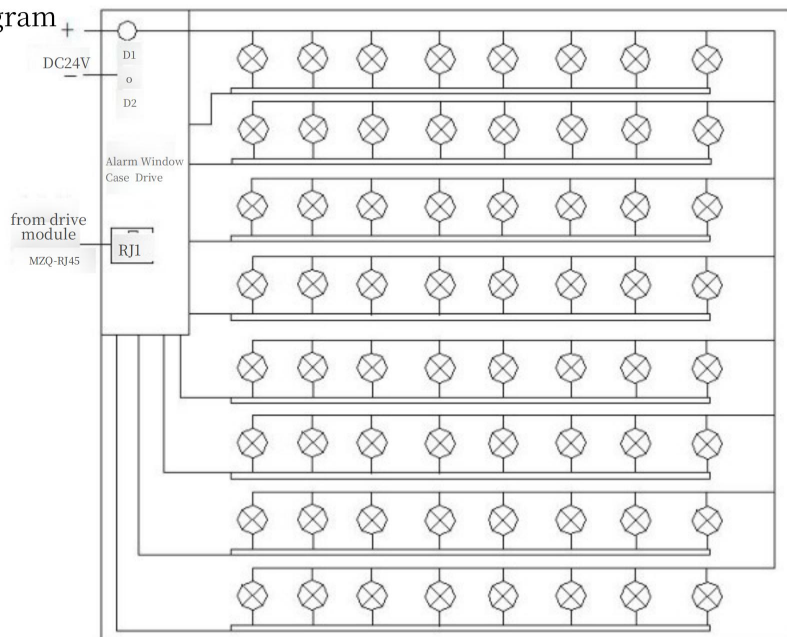 gram
+
DC24V
−
D1
o
D2
Alarm Window
Case Drive
from drive
module
MZQ-RJ45
RJ1